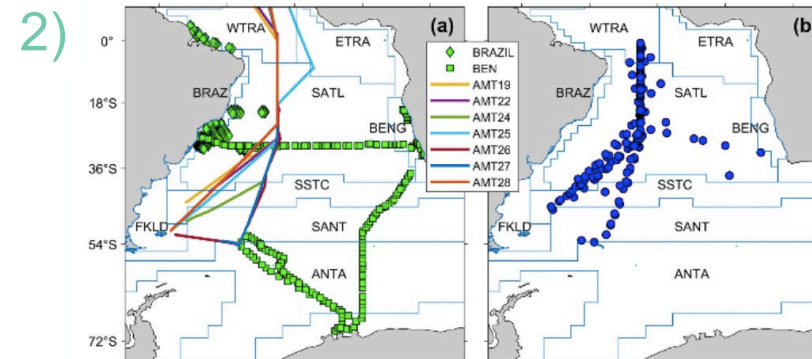 2)
(a)
WTRA
ETRA
0°
BRAZ
SATL
18°S
BENG
36°S
SSTC
FKLD
SANT
54°S
ANTA
72°S
BRAZIL
BEN
AMT19
AMT22
AMT24
AMT25
AMT26
AMT27
AMT28
(b
WTRA
ETRA
BRAZ
SATL
BENG
SSTC
FKLD
SANT
ANTA